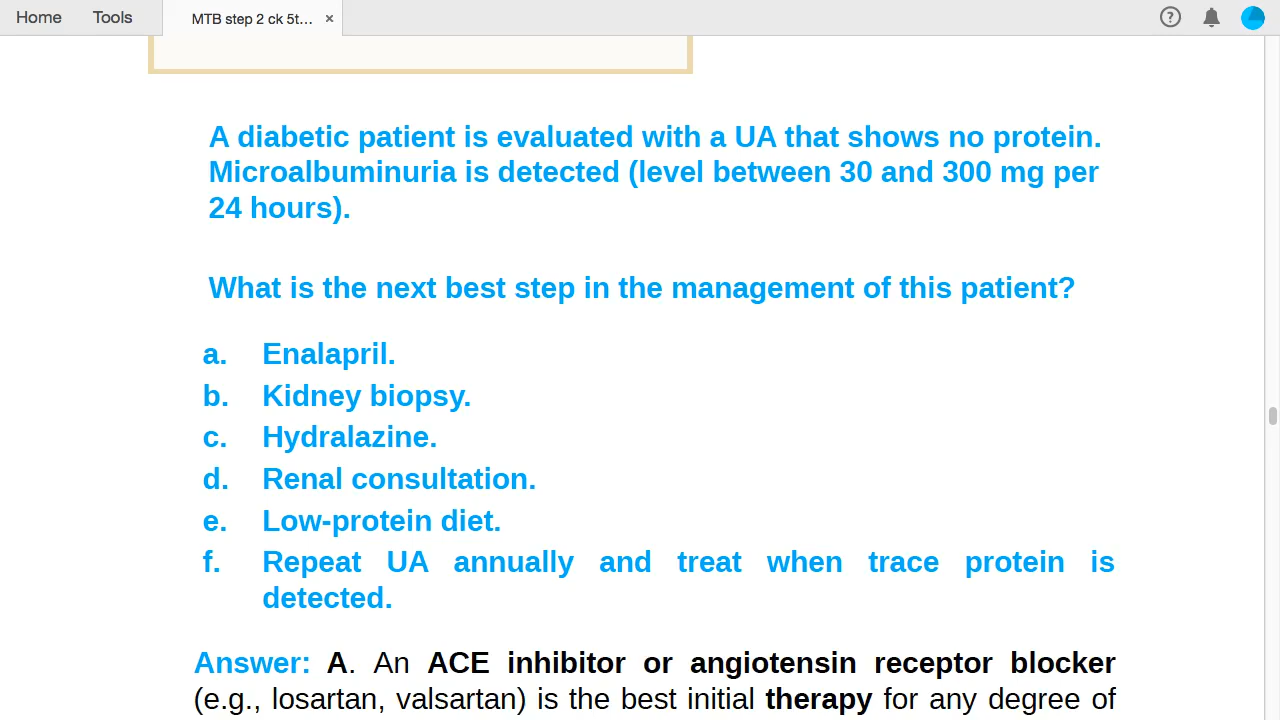 Home Tools MTB step 2 ck 5t... × ?
A diabetic patient is evaluated with a UA that shows no protein.
Microalbuminuria is detected (level between 30 and 300 mg per
24 hours).
What is the next best step in the management of this patient?
a. Enalapril.
b. Kidney biopsy.
c. Hydralazine.
d. Renal consultation.
e. Low-protein diet.
f. Repeat UA annually and treat when trace protein is
detected.
Answer: A. An ACE inhibitor or angiotensin receptor blocker
(e.g., losartan, valsartan) is the best initial therapy for any degree of